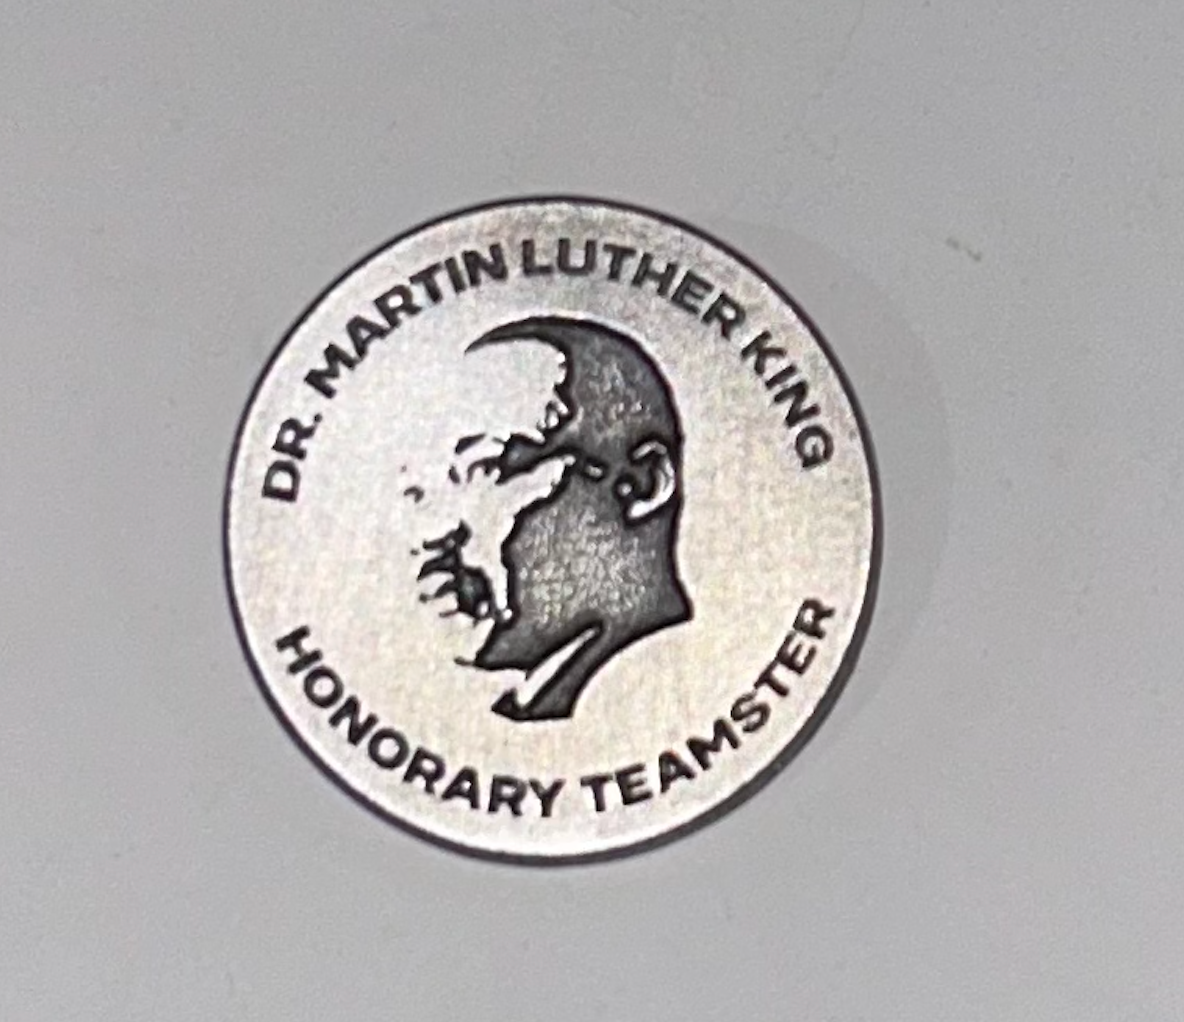 DR. MARTIN LUTHER KING
HONORARY TEAMSTER